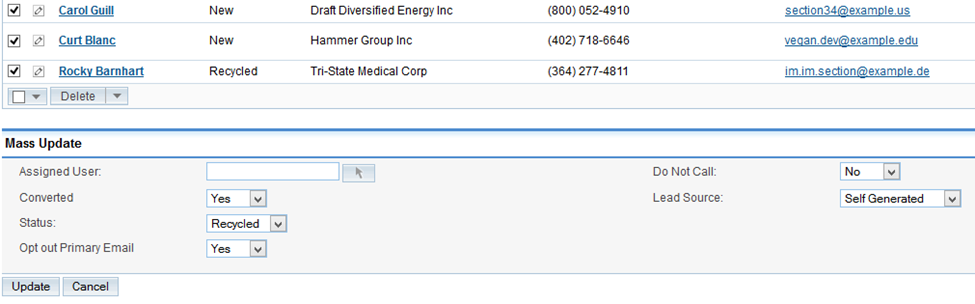 Carol Guill New Draft Diversified Energy Inc (800) 052-4910 section34@example.us
Curt Blanc New Hammer Group Inc (402) 718-6646 vegan.dev@example.edu
Rocky Barnhart Recycled Tri-State Medical Corp (364) 277-4811 im.im.section@example.de
Delete
Mass Update
Assigned User: Do Not Call: No
Converted Yes Lead Source: Self Generated
Status: Recycled
Opt out Primary Email Yes
Update Cancel